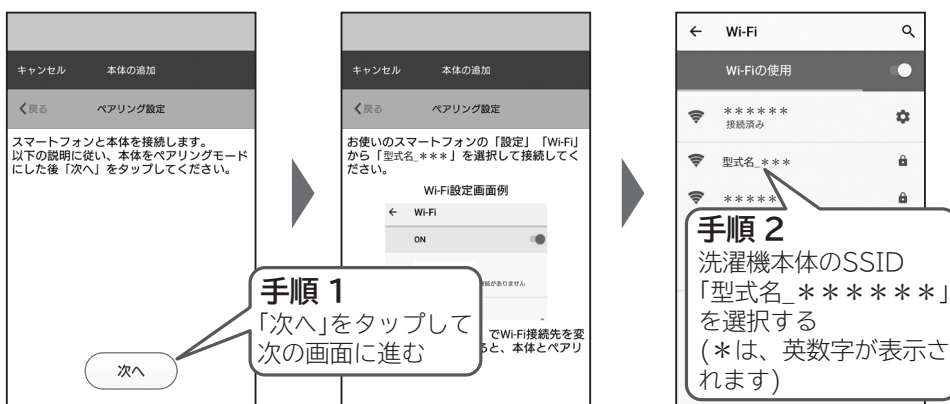 キャンセル 本体の追加
戻る ペアリング設定
スマートフォンと本体を接続します。
以下の説明に従い、本体をペアリングモード
にした後「次へ」をタップしてください。
次へ
手順 1
「次へ」をタップして
次の画面に進む
キャンセル 本体の追加
戻る ペアリング設定
お使いのスマートフォンの「設定」「Wi-Fi」
から「型式名_***」を選択して接続してく
ださい。
Wi-Fi設定画面例
← Wi-Fi
ON
がありません
でWi-Fi接続先を変
と、本体とペアリ
← Wi-Fi
Wi-Fiの使用
******
接続済み
型式名_***
*****
手順 2
洗濯機本体のSSID
「型式名_******」
を選択する
(*は、英数字が表示さ
れます)